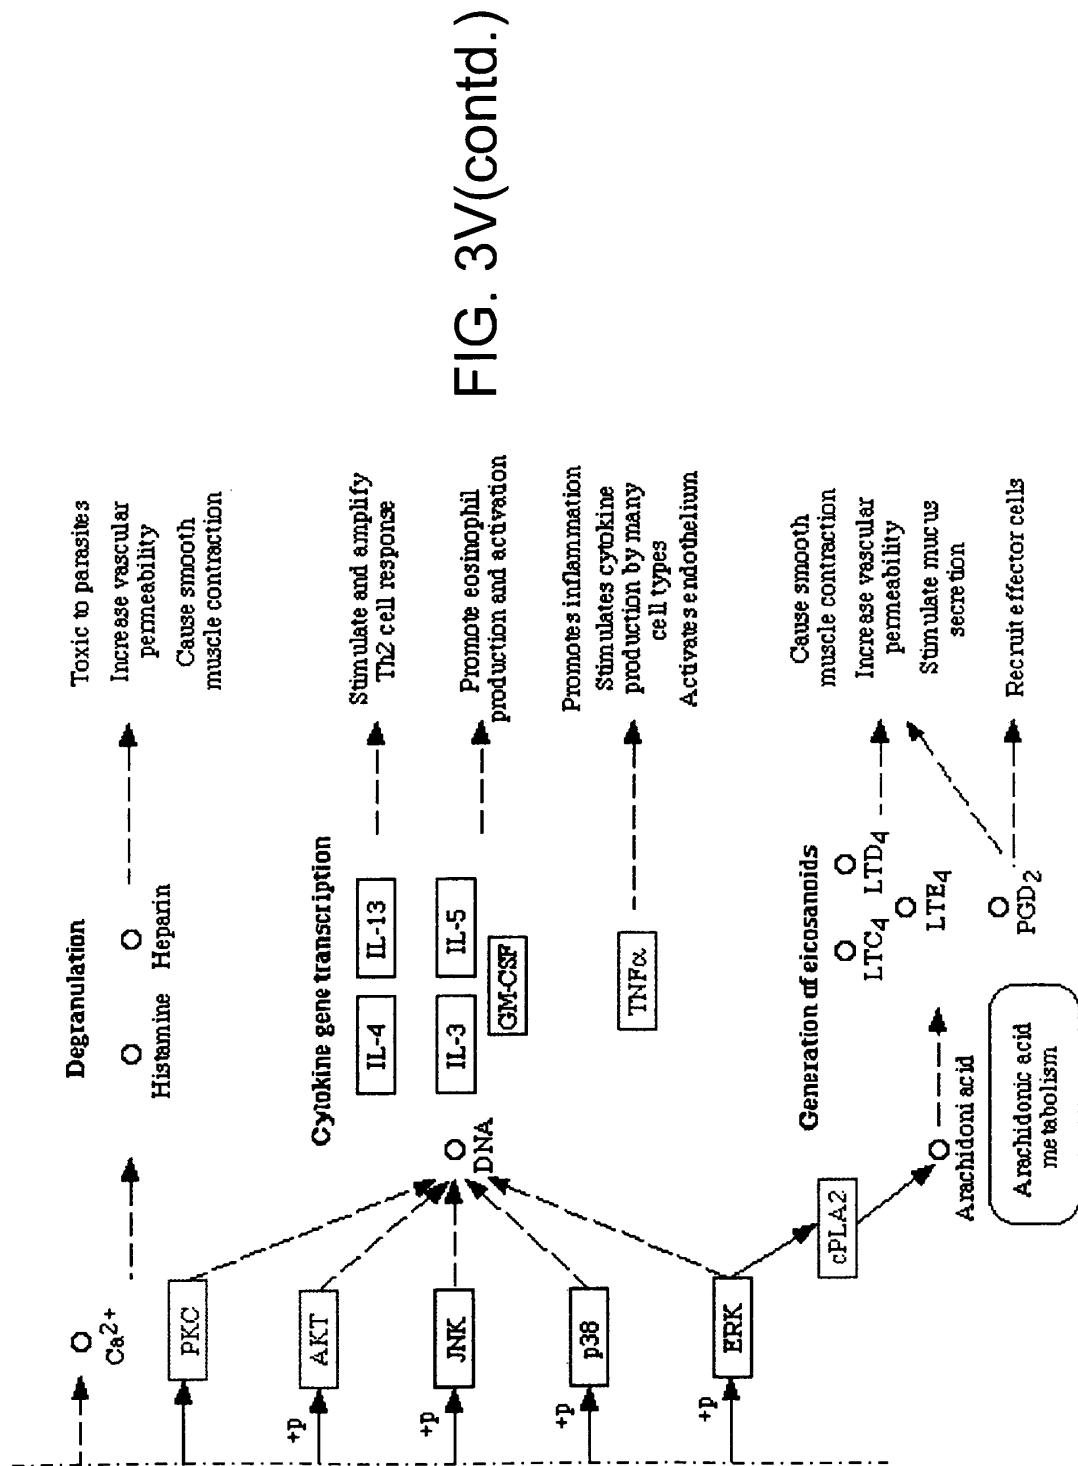 FIG. 3V(contd.)
Degranulation
Ca2+
Histamine
Heparin
Toxic to parasites
Increase vascular
permeability
Cause smooth
muscle contraction
PKC
+p
AKT
+p
JNK
+p
p38
+p
ERK
DNA
Cytokine gene transcription
IL-4
IL-13
Stimulate and amplify
Th2 cell response
IL-3
IL-5
GM-CSF
Promote eosinophil
production and activation
TNFα
Promotes inflammation
Stimulates cytokine
production by many
cell types
Activates endothelium
cPLA2
Generation of eicosanoids
Arachidoni acid
LTC4
LTD4
LTE4
PGD2
Cause smooth
muscle contraction
Increase vascular
permeability
Stimulate mucus
secretion
Recruit effector cells
Arachidonic acid
metabolism